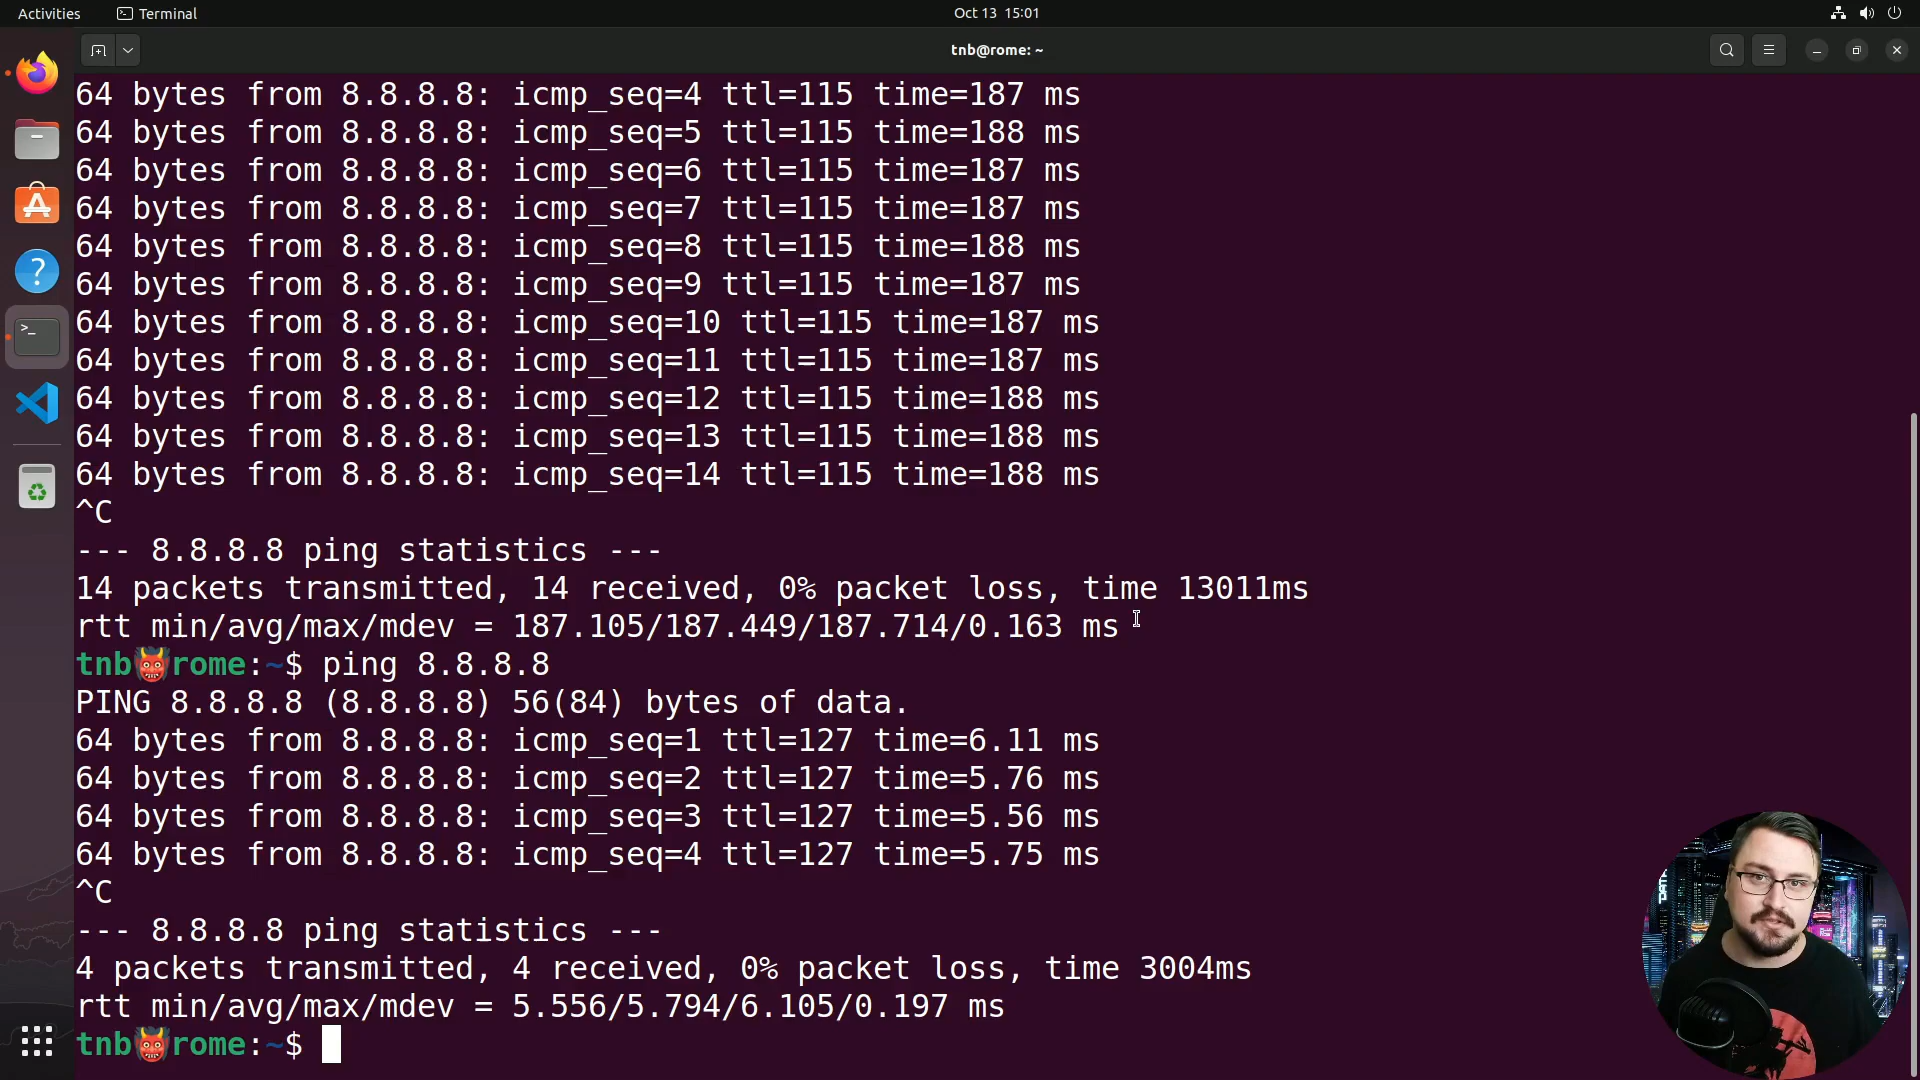 Activities
Terminal
Oct 13 15:01
tnb@rome: ~
64 bytes from 8.8.8.8: icmp_seq=4 ttl=115 time=187 ms
64 bytes from 8.8.8.8: icmp_seq=5 ttl=115 time=188 ms
64 bytes from 8.8.8.8: icmp_seq=6 ttl=115 time=187 ms
64 bytes from 8.8.8.8: icmp_seq=7 ttl=115 time=187 ms
64 bytes from 8.8.8.8: icmp_seq=8 ttl=115 time=188 ms
64 bytes from 8.8.8.8: icmp_seq=9 ttl=115 time=187 ms
64 bytes from 8.8.8.8: icmp_seq=10 ttl=115 time=187 ms
64 bytes from 8.8.8.8: icmp_seq=11 ttl=115 time=187 ms
64 bytes from 8.8.8.8: icmp_seq=12 ttl=115 time=188 ms
64 bytes from 8.8.8.8: icmp_seq=13 ttl=115 time=188 ms
64 bytes from 8.8.8.8: icmp_seq=14 ttl=115 time=188 ms
^C
--- 8.8.8.8 ping statistics ---
14 packets transmitted, 14 received, 0% packet loss, time 13011ms
rtt min/avg/max/mdev = 187.105/187.449/187.714/0.163 ms
tnb👹rome:~$ ping 8.8.8.8
PING 8.8.8.8 (8.8.8.8) 56(84) bytes of data.
64 bytes from 8.8.8.8: icmp_seq=1 ttl=127 time=6.11 ms
64 bytes from 8.8.8.8: icmp_seq=2 ttl=127 time=5.76 ms
64 bytes from 8.8.8.8: icmp_seq=3 ttl=127 time=5.56 ms
64 bytes from 8.8.8.8: icmp_seq=4 ttl=127 time=5.75 ms
^C
--- 8.8.8.8 ping statistics ---
4 packets transmitted, 4 received, 0% packet loss, time 3004ms
rtt min/avg/max/mdev = 5.556/5.794/6.105/0.197 ms
tnb👹rome:~$